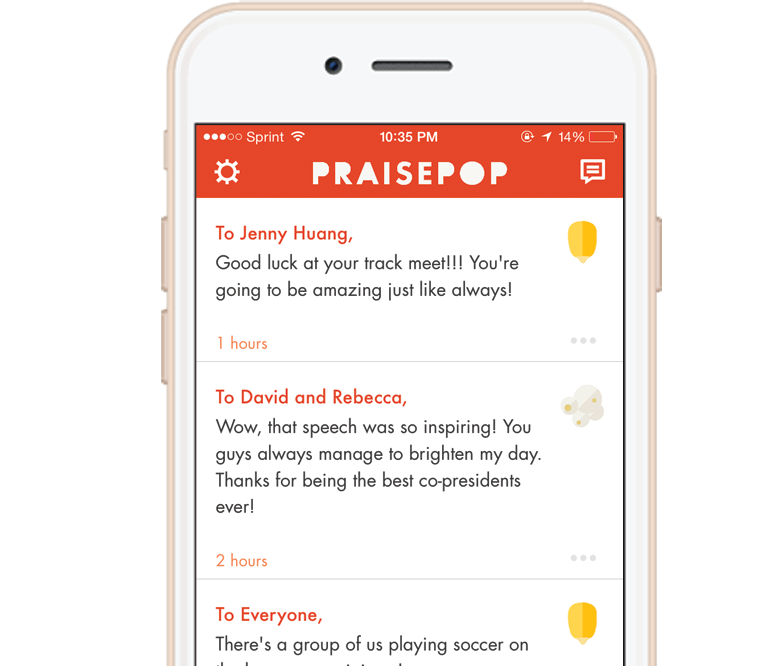 Sprint 10:35 PM 14%
PRAISEPOP
To Jenny Huang,
Good luck at your track meet!!! You're
going to be amazing just like always!
1 hours
To David and Rebecca,
Wow, that speech was so inspiring! You
guys always manage to brighten my day.
Thanks for being the best co-presidents
ever!
2 hours
To Everyone,
There's a group of us playing soccer on